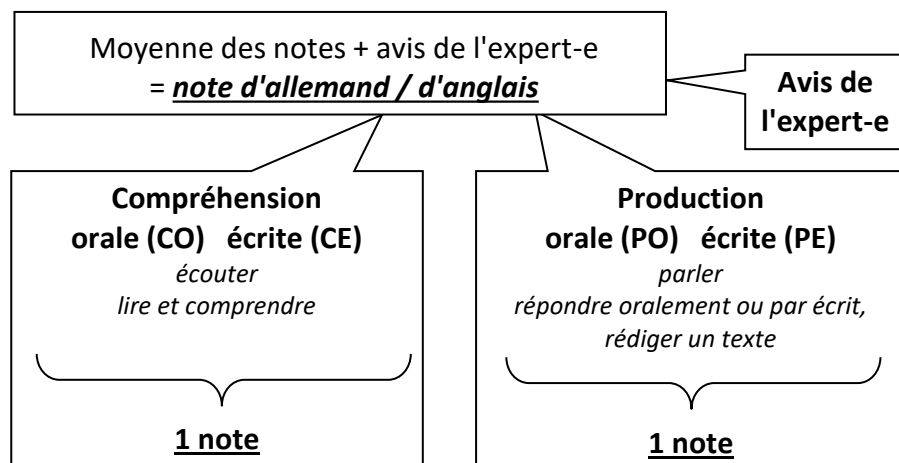 Moyenne des notes + avis de l'expert-e
= note d'allemand / d'anglais
Avis de
l'expert-e
Compréhension
orale (CO) écrite (CE)
écouter
lire et comprendre
1 note
Production
orale (PO) écrite (PE)
parler
répondre oralement ou par écrit,
rédiger un texte
1 note